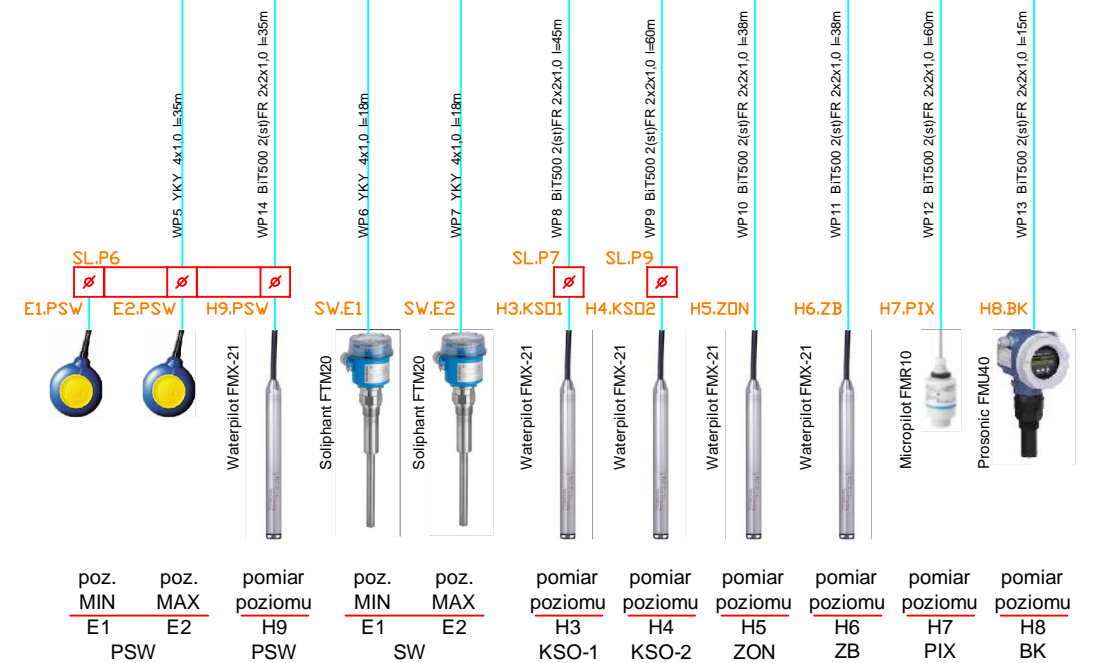 WP5 YKY 4x1,0 l=35m
WP14 BiT500 2(st)FR 2x2x1,0 l=35m
WP6 YKY 4x1,0 l=18m
WP7 YKY 4x1,0 l=18m
WP8 BiT500 2(st)FR 2x2x1,0 l=45m
WP9 BiT500 2(st)FR 2x2x1,0 l=60m
WP10 BiT500 2(st)FR 2x2x1,0 l=38m
WP11 BiT500 2(st)FR 2x2x1,0 l=38m
WP12 BiT500 2(st)FR 2x2x1,0 l=60m
WP13 BiT500 2(st)FR 2x2x1,0 l=15m
SL.P6
SL.P7
SL.P9
E1.PSW
E2.PSW
H9.PSW
SW.E1
SW.E2
H3.KSO1
H4.KSO2
H5.ZON
H6.ZB
H7.PIX
H8.BK
Waterpilot FMX-21
Soliphant FTM20
Soliphant FTM20
Waterpilot FMX-21
Waterpilot FMX-21
Waterpilot FMX-21
Waterpilot FMX-21
Micropilot FMR10
Prosonic FMU40
poz. poz. pomiar poz. poz. pomiar pomiar pomiar pomiar pomiar pomiar
MIN MAX poziomu MIN MAX poziomu poziomu poziomu poziomu poziomu poziomu
E1 E2 H9 E1 E2 H3 H4 H5 H6 H7 H8
PSW PSW SW KSO-1 KSO-2 ZON ZB PIX BK